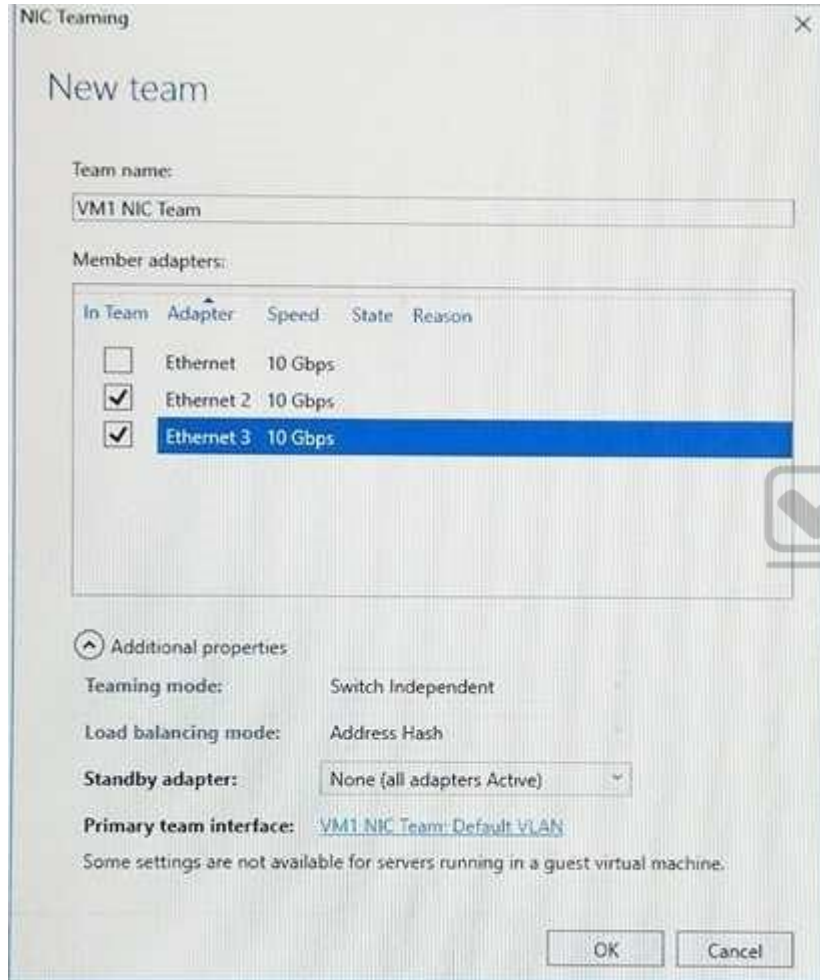 NIC Teaming
New team
Team name:
VM1 NIC Team
Member adapters:
In Team Adapter Speed State Reason
Ethernet 10 Gbps
Ethernet 2 10 Gbps
Ethernet 3 10 Gbps
Additional properties
Teaming mode: Switch Independent
Load balancing mode: Address Hash
Standby adapter: None (all adapters Active)
Primary team interface: VM1 NIC Team: Default VLAN
Some settings are not available for servers running in a guest virtual machine.
OK Cancel